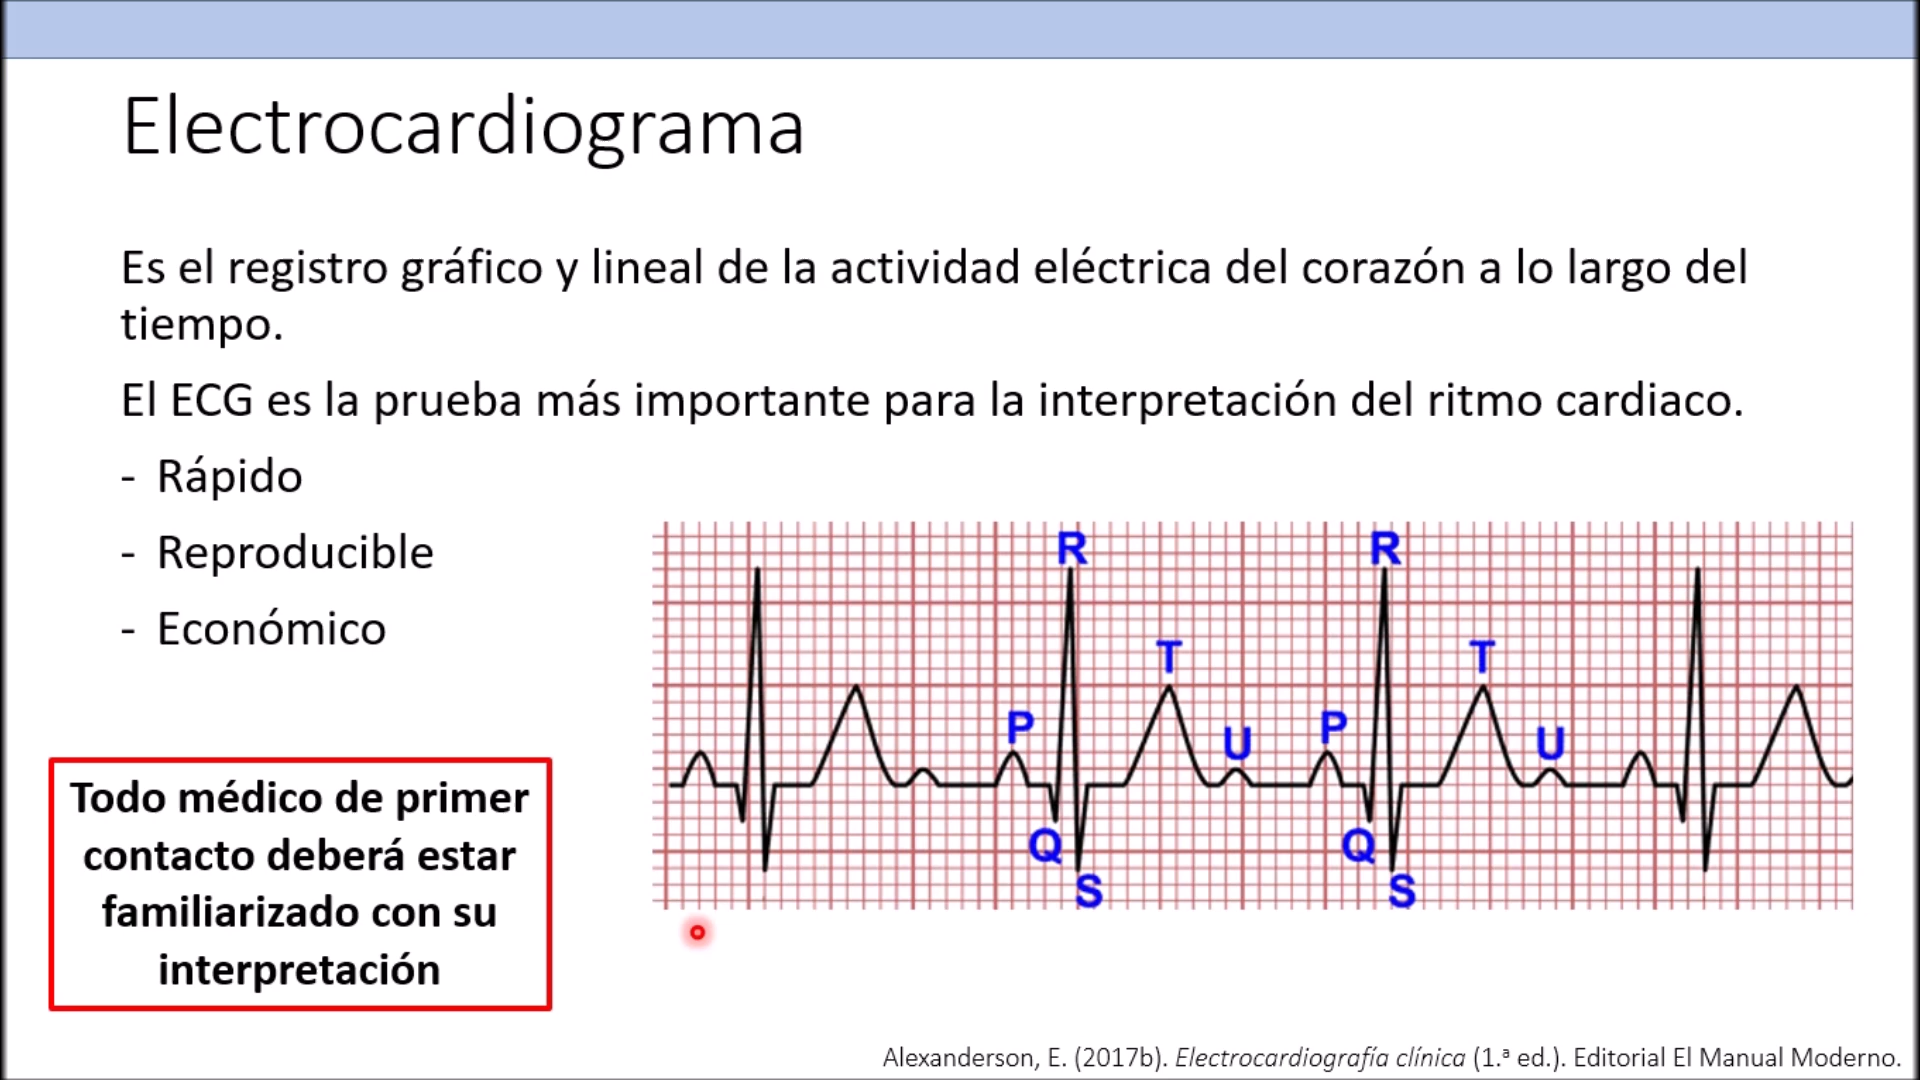 Electrocardiograma
Es el registro gráfico y lineal de la actividad eléctrica del corazón a lo largo del
tiempo.
El ECG es la prueba más importante para la interpretación del ritmo cardiaco.
- Rápido
- Reproducible
- Económico
R R
T T
P U P U
Q Q
S S
Todo médico de primer
contacto deberá estar
familiarizado con su
interpretación
Alexanderson, E. (2017b). Electrocardiografía clínica (1.ª ed.). Editorial El Manual Moderno.